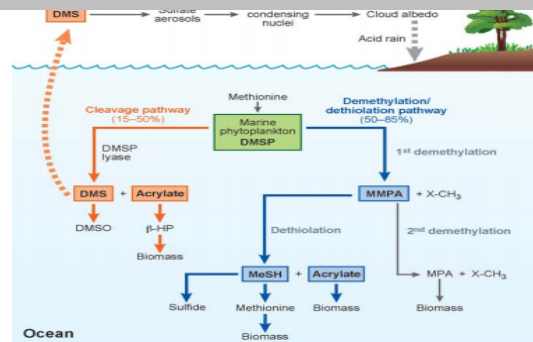 DMS
Sulfate
aerosols
condensing
nuclei
Cloud albedo
Acid rain
Methionine
Cleavage pathway
(15–50%)
Marine
phytoplankton
DMSP
Demethylation/
dethiolation pathway
(50–85%)
DMSP
lyase
1st demethylation
DMS + Acrylate
MMPA + X-CH₃
DMSO
β-HP
Dethiolation
2nd demethylation
Biomass
MeSH + Acrylate
MPA + X-CH₃
Sulfide
Methionine
Biomass
Biomass
Biomass
Ocean